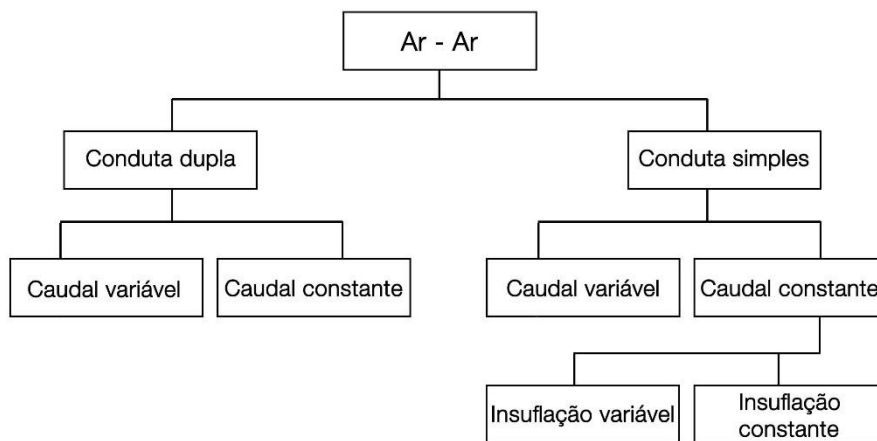 Ar - Ar
Conduta dupla
Conduta simples
Caudal variável
Caudal constante
Caudal variável
Caudal constante
Insuflação variável
Insuflação
constante